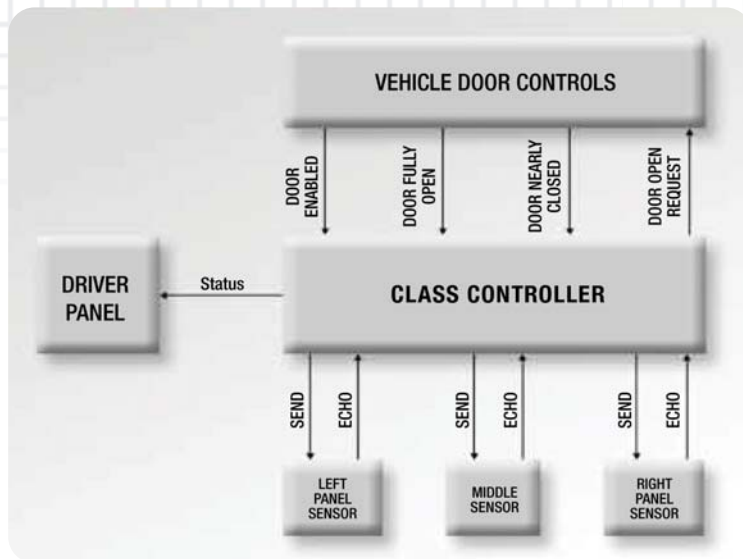 VEHICLE DOOR CONTROLS
DOOR
ENABLED
DOOR FULLY
OPEN
DOOR NEARLY
CLOSED
DOOR OPEN
REQUEST
DRIVER
PANEL
Status
CLASS CONTROLLER
SEND
ECHO
SEND
ECHO
SEND
ECHO
LEFT
PANEL
SENSOR
MIDDLE
SENSOR
RIGHT
PANEL
SENSOR